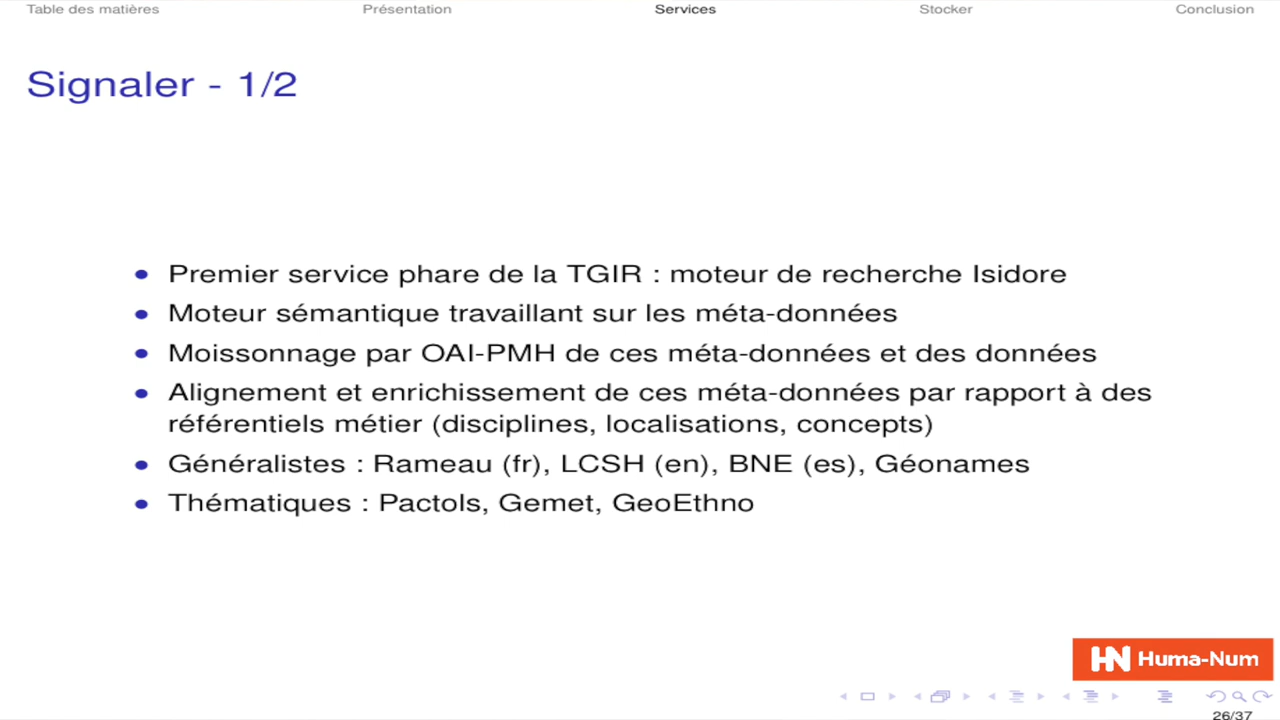 Table des matières Présentation Services Stocker Conclusion
Signaler - 1/2
• Premier service phare de la TGIR : moteur de recherche Isidore
• Moteur sémantique travaillant sur les méta-données
• Moissonnage par OAI-PMH de ces méta-données et des données
• Alignement et enrichissement de ces méta-données par rapport à des
référentiels métier (disciplines, localisations, concepts)
• Généralistes : Rameau (fr), LCSH (en), BNE (es), Géonames
• Thématiques : Pactols, Gemet, GeoEthno
HN Huma-Num
26/37